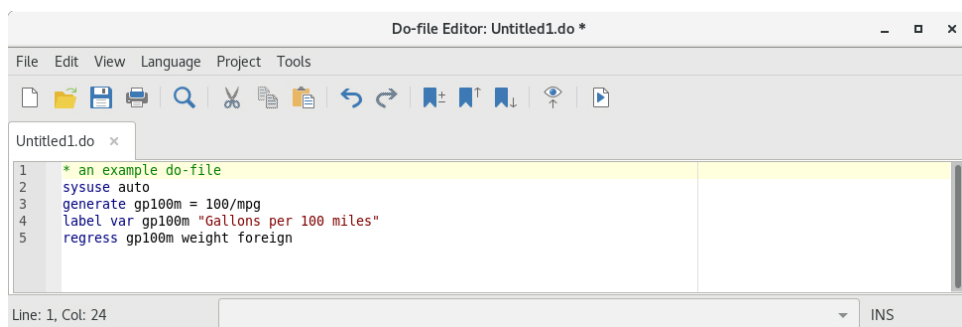 Do-file Editor: Untitled1.do *
File Edit View Language Project Tools
Untitled1.do
1 * an example do-file
2 sysuse auto
3 generate gp100m = 100/mpg
4 label var gp100m "Gallons per 100 miles"
5 regress gp100m weight foreign
Line: 1, Col: 24 INS